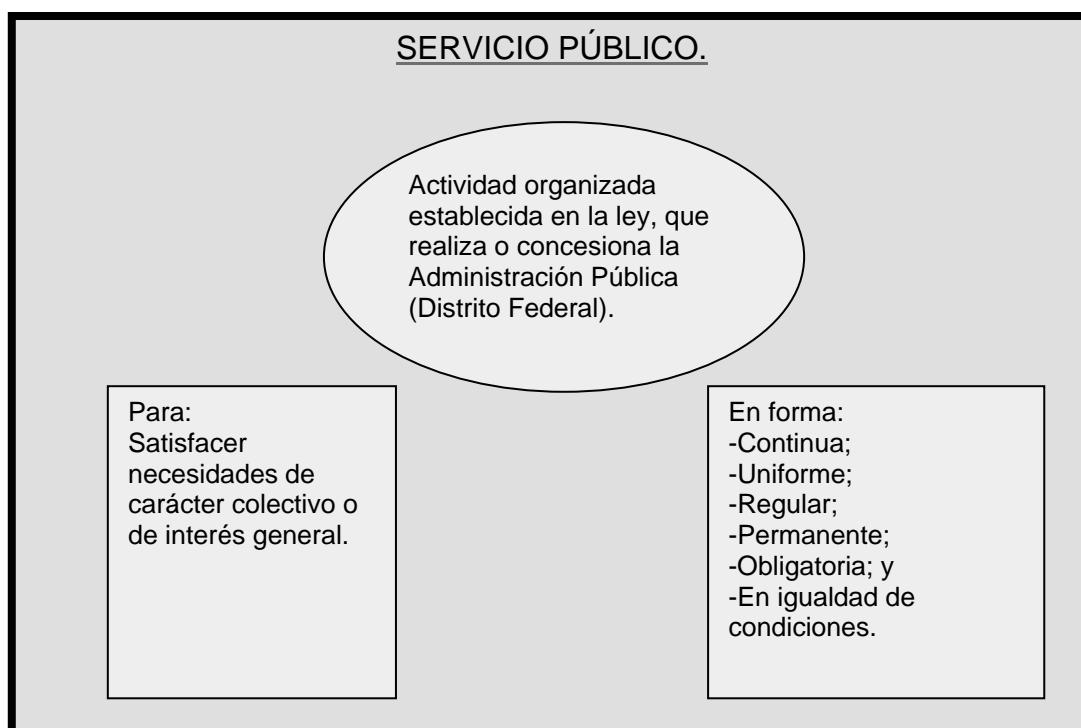 SERVICIO PÚBLICO.
Actividad organizada
establecida en la ley, que
realiza o concesiona la
Administración Pública
(Distrito Federal).
Para:
Satisfacer
necesidades de
carácter colectivo o
de interés general.
En forma:
-Continua;
-Uniforme;
-Regular;
-Permanente;
-Obligatoria; y
-En igualdad de
condiciones.